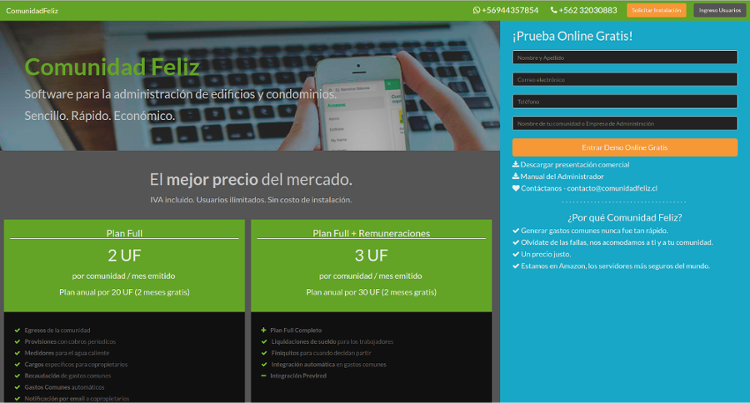 ComunidadFeliz
+56944357854
+562 32030883
Solicitar Instalación
Ingreso Usuarios
Comunidad Feliz
Software para la administración de edificios y condominios.
Sencillo. Rápido. Económico.
El mejor precio del mercado.
IVA incluido. Usuarios ilimitados. Sin costo de instalación.
Plan Full
2 UF
por comunidad / mes emitido
Plan anual por 20 UF (2 meses gratis)
Egresos de la comunidad
Provisiones con cobros periodicos
Medidores para el agua caliente
Cargos específicos para copropietarios
Recaudación de gastos comunes
Gastos Comunes automáticos
Notificación por email a copropietarios
Plan Full + Remuneraciones
3 UF
por comunidad / mes emitido
Plan anual por 30 UF (2 meses gratis)
Plan Full Completo
Liquidaciones de sueldo para los trabajadores
Finiquitos para cuando decidan partir
Integración automática en gastos comunes
Integración Previred
¡Prueba Online Gratis!
Nombre y Apellido
Correo electrónico
Teléfono
Nombre de tu comunidad o Empresa de Administración
Entrar Demo Online Gratis
Descargar presentación comercial
Manual del Administrador
Contáctanos - contacto@comunidadfeliz.cl
¿Por qué Comunidad Feliz?
Generar gastos comunes nunca fue tan rápido.
Olvídate de las fallas, nos acomodamos a ti y a tu comunidad.
Un precio justo.
Estamos en Amazon, los servidores más seguros del mundo.